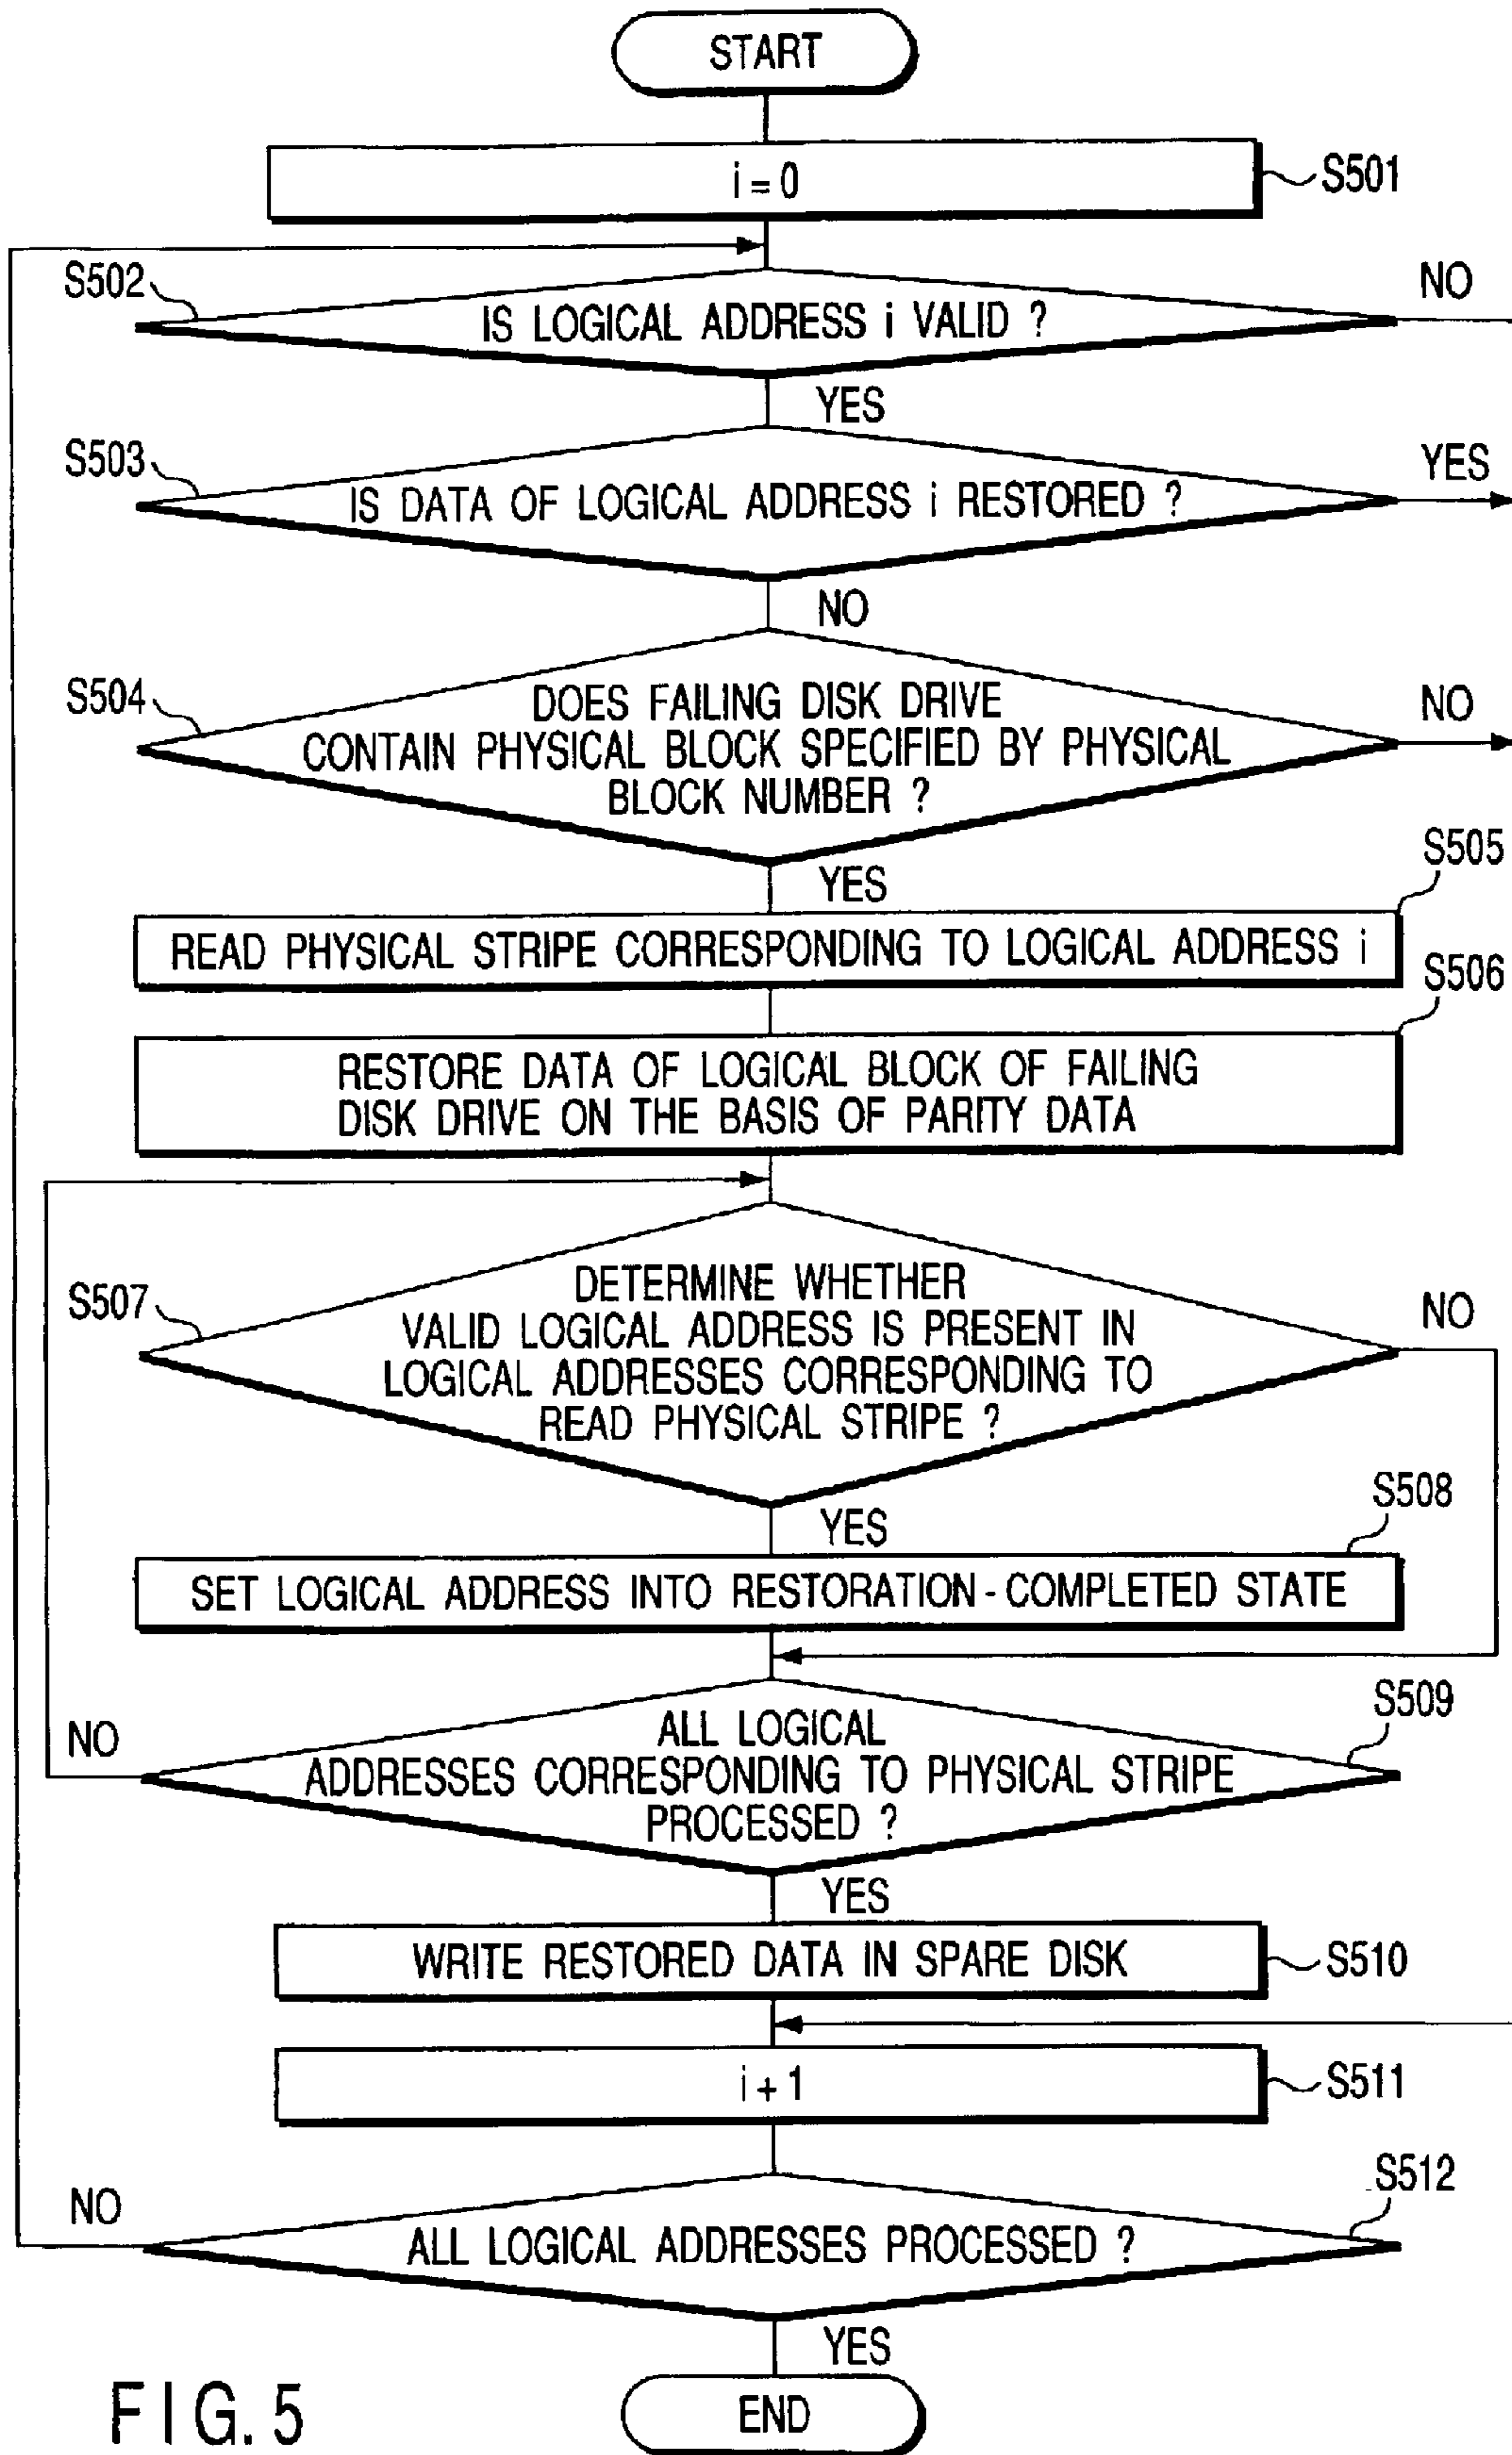 START
i = 0
S501
S502
IS LOGICAL ADDRESS i VALID ?
NO
YES
S503
IS DATA OF LOGICAL ADDRESS i RESTORED ?
YES
NO
S504
DOES FAILING DISK DRIVE
CONTAIN PHYSICAL BLOCK SPECIFIED BY PHYSICAL
BLOCK NUMBER ?
NO
YES
S505
READ PHYSICAL STRIPE CORRESPONDING TO LOGICAL ADDRESS i
S506
RESTORE DATA OF LOGICAL BLOCK OF FAILING
DISK DRIVE ON THE BASIS OF PARITY DATA
S507
DETERMINE WHETHER
VALID LOGICAL ADDRESS IS PRESENT IN
LOGICAL ADDRESSES CORRESPONDING TO
READ PHYSICAL STRIPE ?
NO
YES
S508
SET LOGICAL ADDRESS INTO RESTORATION - COMPLETED STATE
S509
NO
ALL LOGICAL
ADDRESSES CORRESPONDING TO PHYSICAL STRIPE
PROCESSED ?
YES
WRITE RESTORED DATA IN SPARE DISK
S510
i + 1
S511
S512
NO
ALL LOGICAL ADDRESSES PROCESSED ?
YES
END
FIG. 5